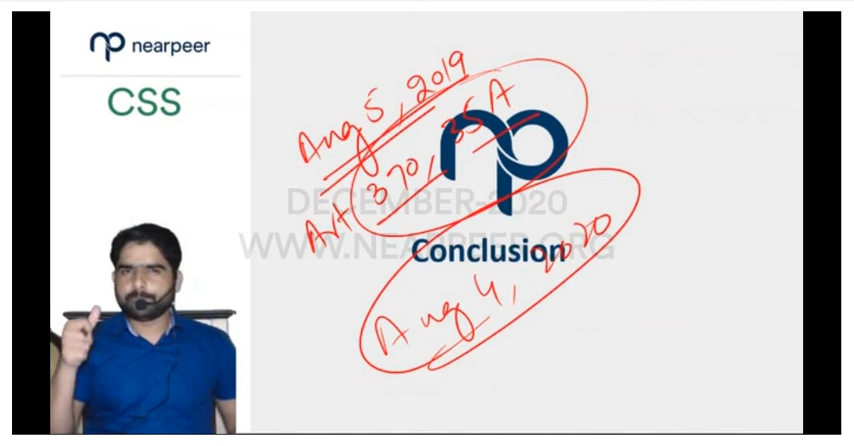 nearpeer
CSS
Aug 5, 2019
Art 370, 35A
DECEMBER-2020
WWW.NEARPEER.ORG
Conclusion
Aug 4, 2020